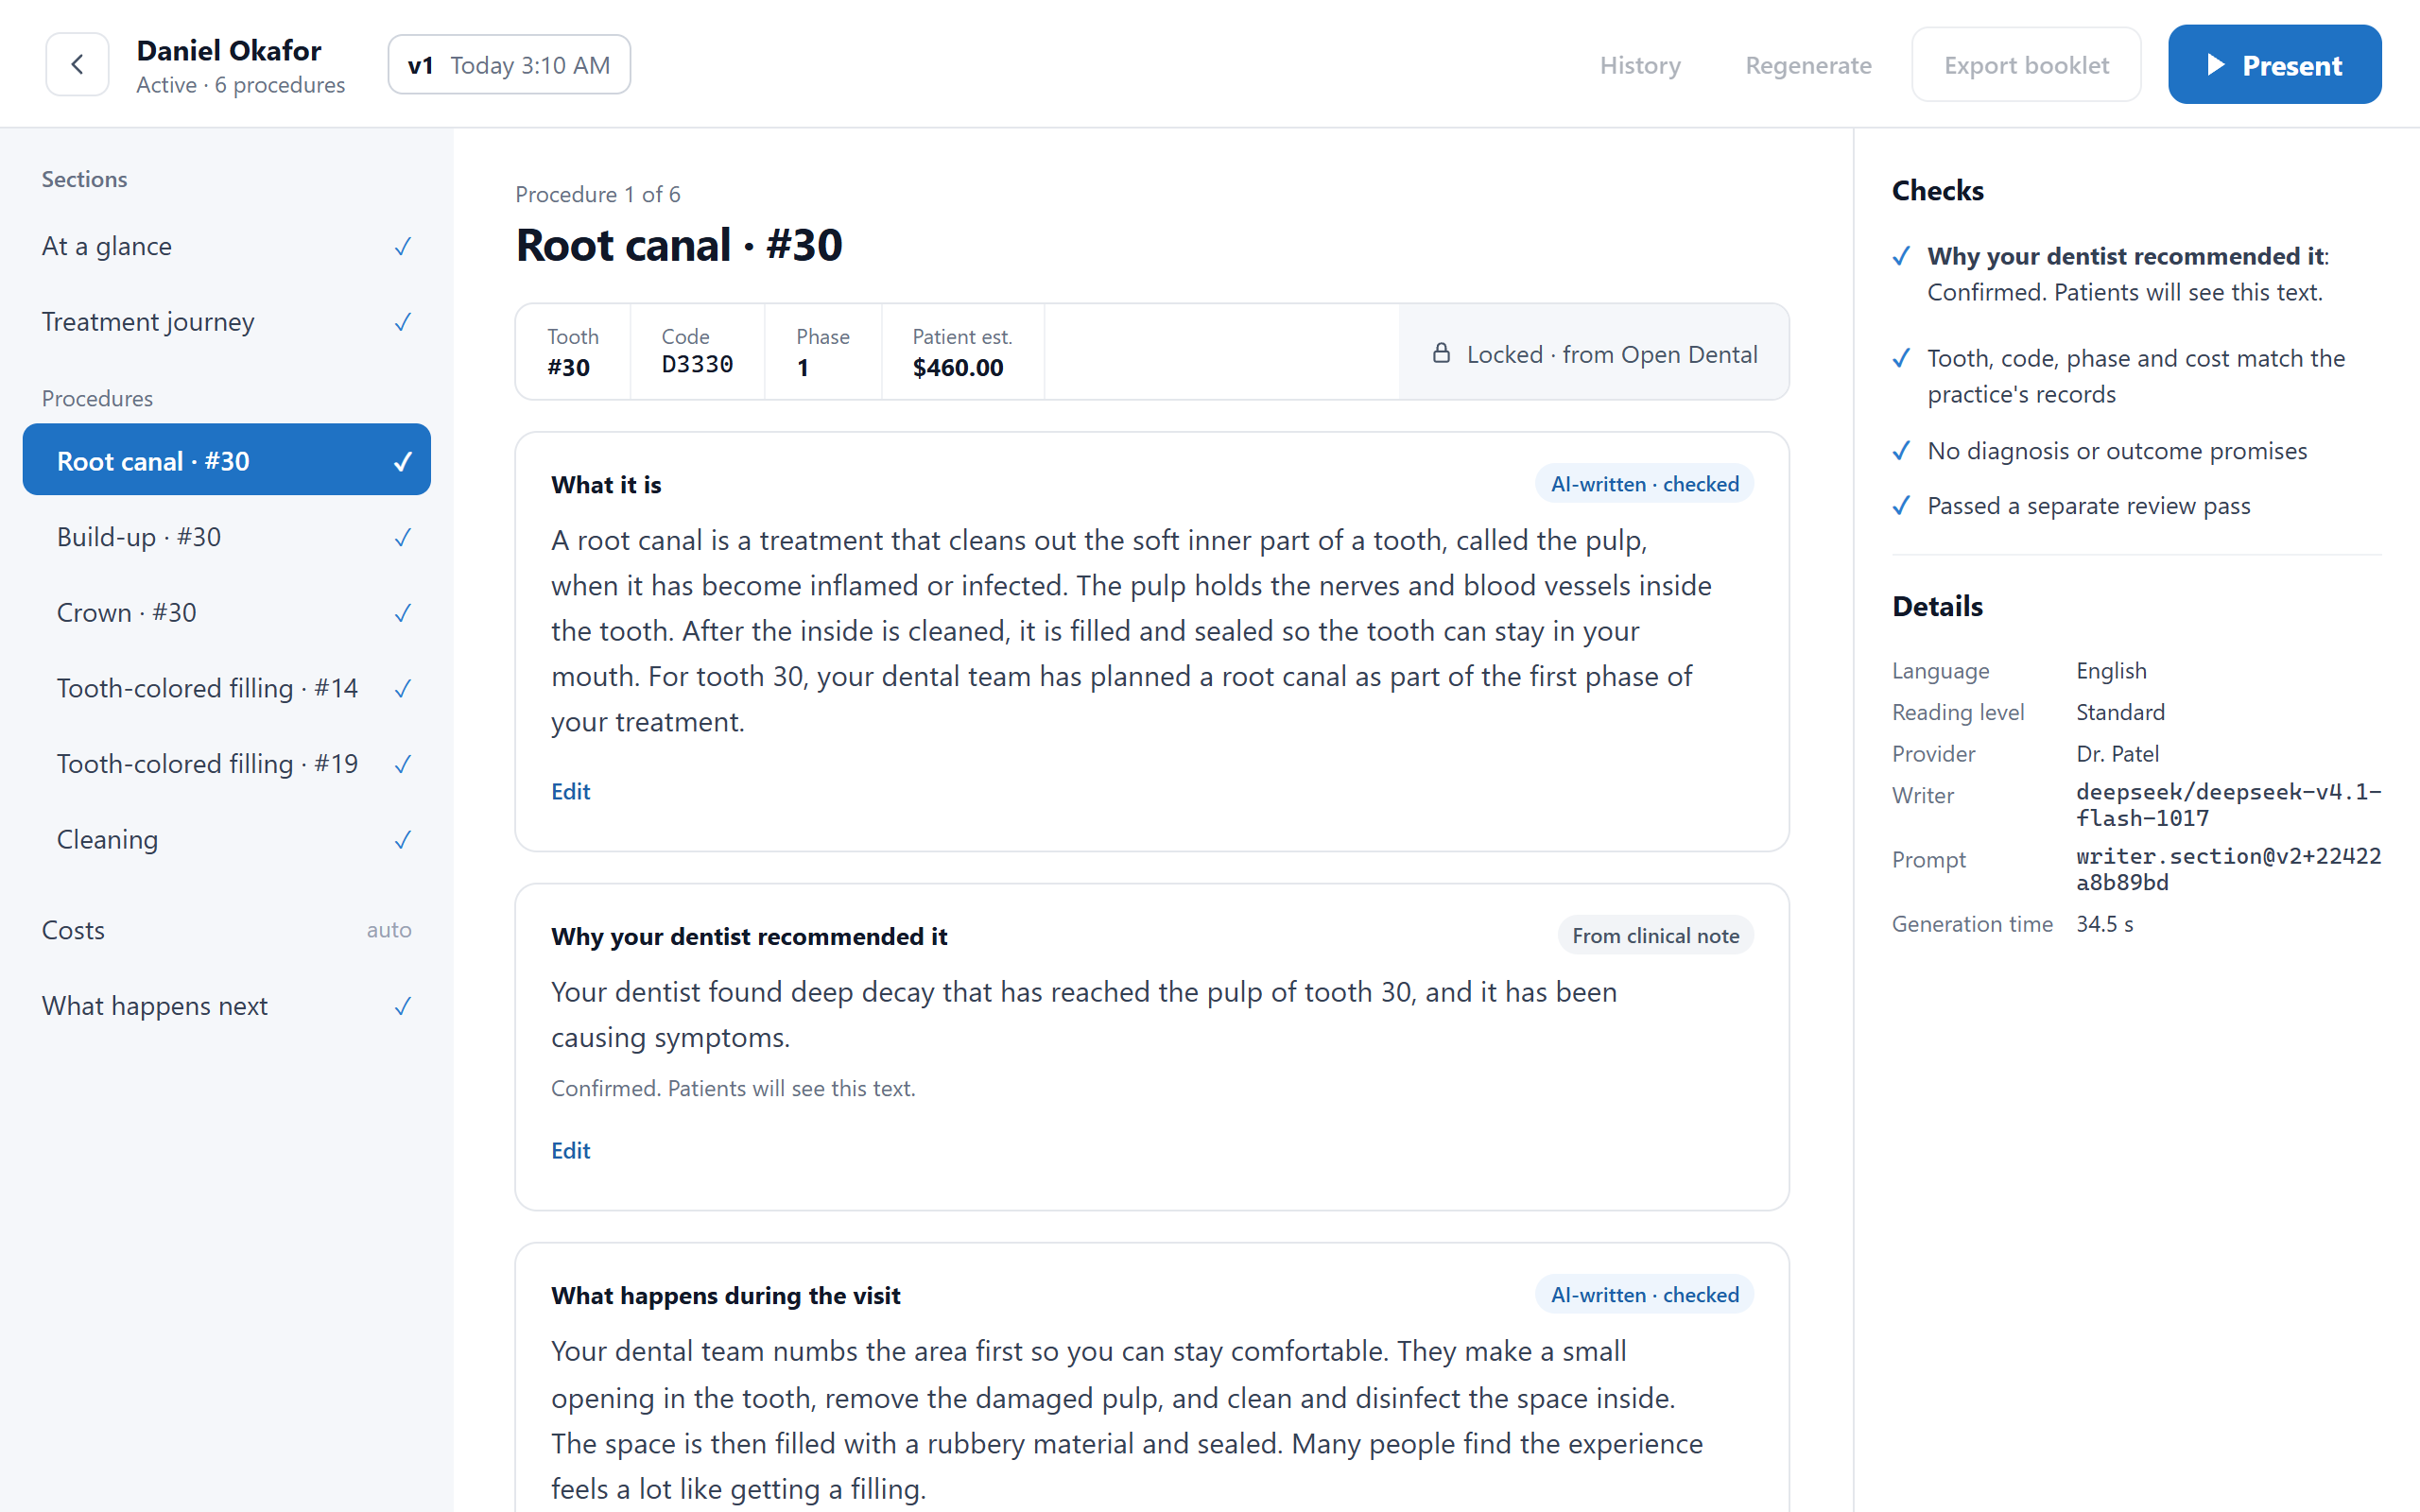 Daniel Okafor
Active · 6 procedures
v1 Today 3:10 AM
History
Regenerate
Export booklet
Present
Sections
At a glance
Treatment journey
Procedures
Root canal · #30
Build-up · #30
Crown · #30
Tooth-colored filling · #14
Tooth-colored filling · #19
Cleaning
Costs auto
What happens next
Procedure 1 of 6
Root canal · #30
Tooth
#30
Code
D3330
Phase
1
Patient est.
$460.00
Locked · from Open Dental
What it is
AI-written · checked
A root canal is a treatment that cleans out the soft inner part of a tooth, called the pulp,
when it has become inflamed or infected. The pulp holds the nerves and blood vessels inside
the tooth. After the inside is cleaned, it is filled and sealed so the tooth can stay in your
mouth. For tooth 30, your dental team has planned a root canal as part of the first phase of
your treatment.
Edit
Why your dentist recommended it
From clinical note
Your dentist found deep decay that has reached the pulp of tooth 30, and it has been
causing symptoms.
Confirmed. Patients will see this text.
Edit
What happens during the visit
AI-written · checked
Your dental team numbs the area first so you can stay comfortable. They make a small
opening in the tooth, remove the damaged pulp, and clean and disinfect the space inside.
The space is then filled with a rubbery material and sealed. Many people find the experience
feels a lot like getting a filling.
Checks
Why your dentist recommended it:
Confirmed. Patients will see this text.
Tooth, code, phase and cost match the
practice's records
No diagnosis or outcome promises
Passed a separate review pass
Details
Language English
Reading level Standard
Provider Dr. Patel
Writer deepseek/deepseek-v4.1-
flash-1017
Prompt writer.section@v2+22422
a8b89bd
Generation time 34.5 s